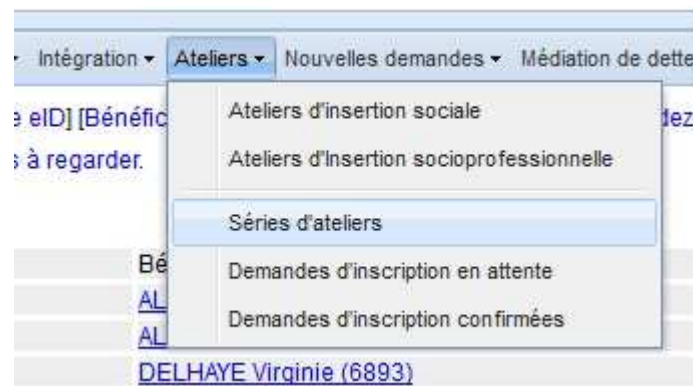 Intégration Ateliers Nouvelles demandes Médiation de dette
e eID] [Bénéfic
Ateliers d'insertion sociale
dez
s à regarder.
Ateliers d'Insertion socioprofessionnelle
Séries d'ateliers
Bé
Demandes d'inscription en attente
AL
Demandes d'inscription confirmées
AL
DELHAYE Virginie (6893)